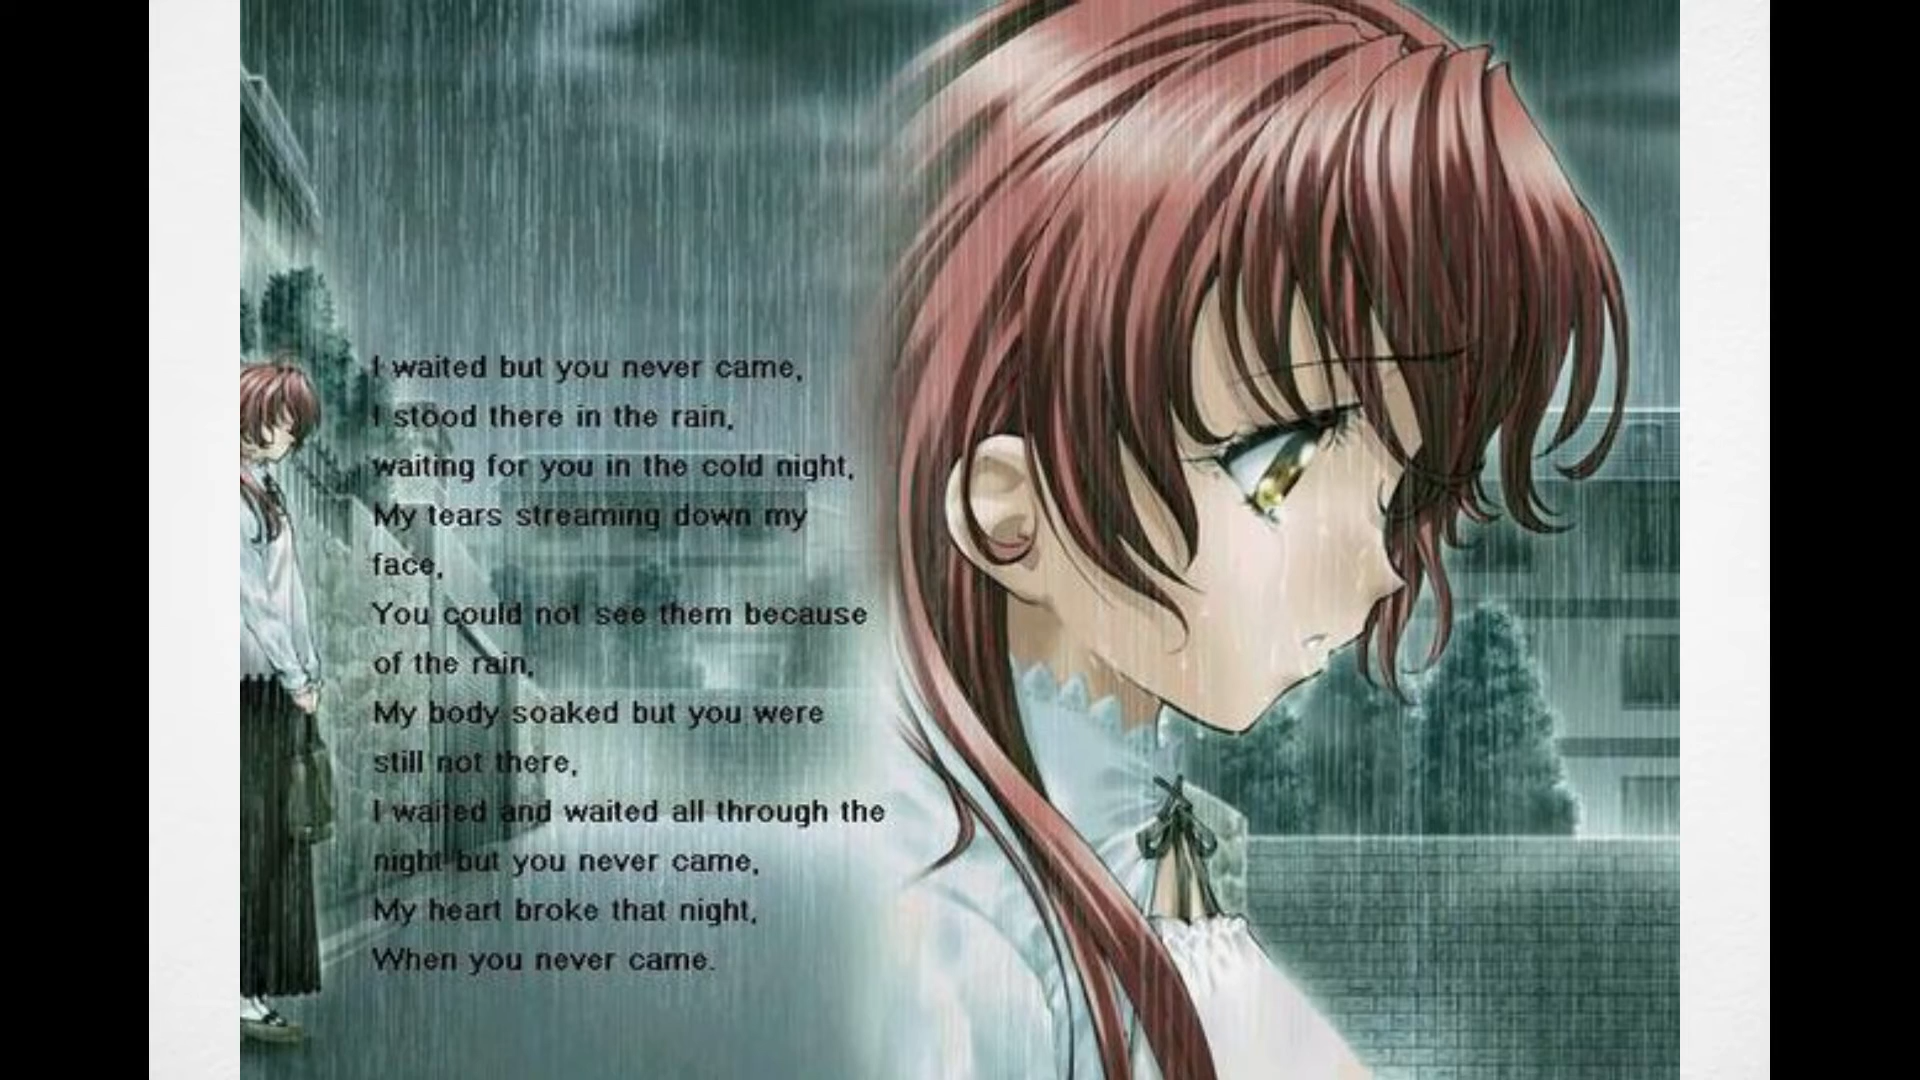 I waited but you never came,
I stood there in the rain,
waiting for you in the cold night,
My tears streaming down my
face,
You could not see them because
of the rain,
My body soaked but you were
still not there,
I waited and waited all through the
night but you never came,
My heart broke that night,
When you never came.